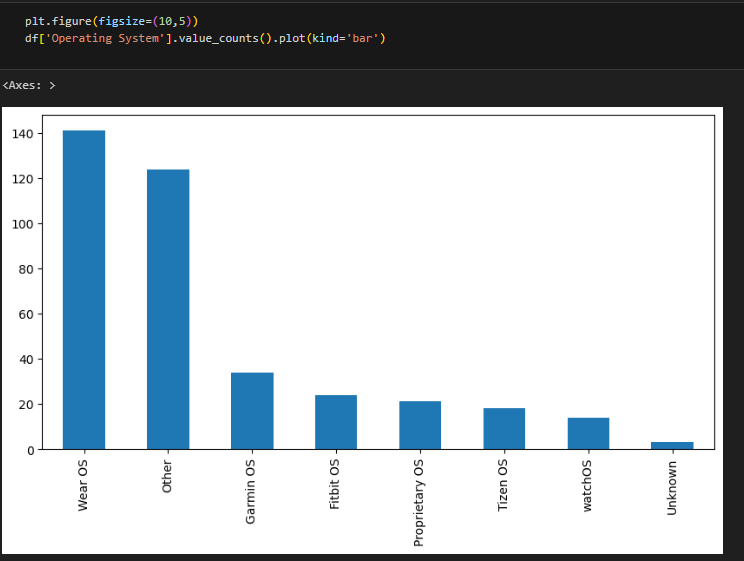 plt.figure(figsize=(10,5))
df['Operating System'].value_counts().plot(kind='bar')
<Axes: >
140
120
100
80
60
40
20
0
Wear OS
Other
Garmin OS
Fitbit OS
Proprietary OS
Tizen OS
watchOS
Unknown